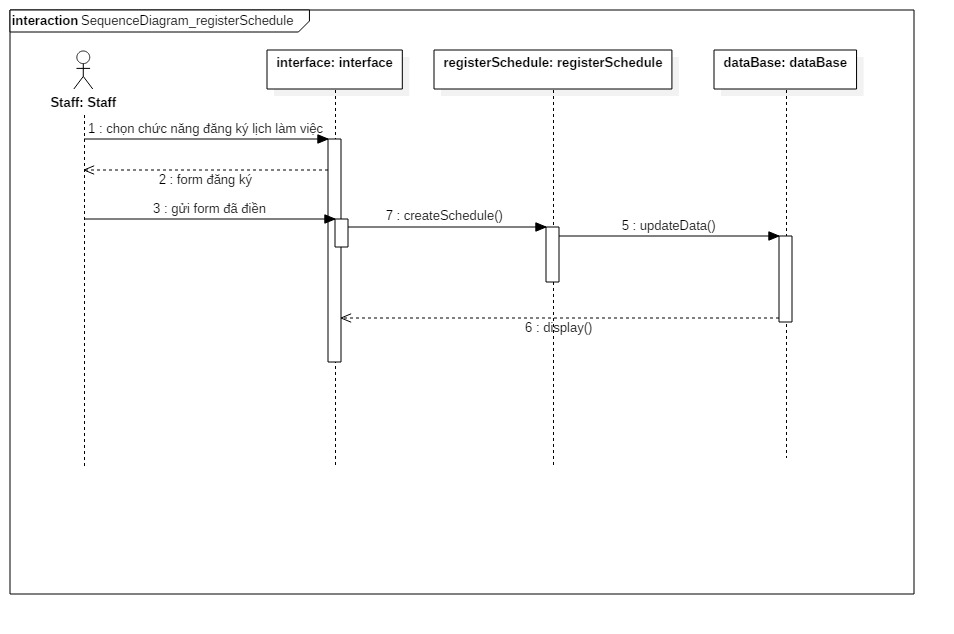 interaction SequenceDiagram_registerSchedule
interface: interface
registerSchedule: registerSchedule
dataBase: dataBase
Staff: Staff
1 : chọn chức năng đăng ký lịch làm việc
2 : form đăng ký
3 : gửi form đã điền
7 : createSchedule()
5 : updateData()
6 : display()